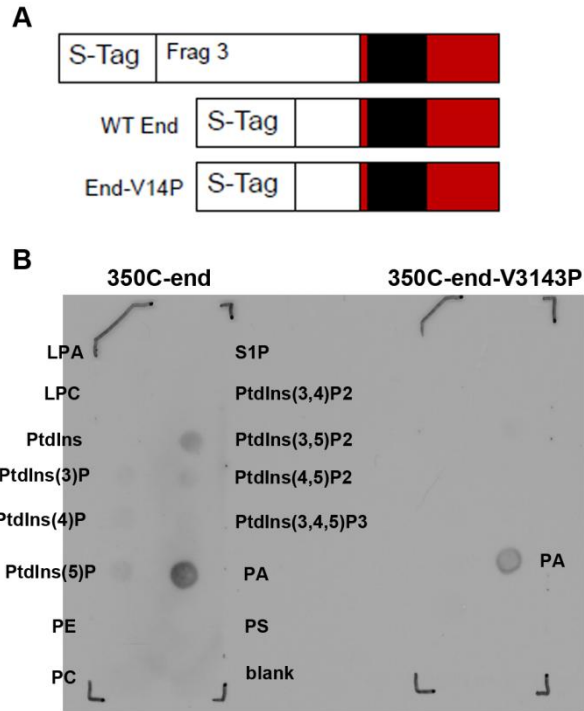 A
S-Tag Frag 3
WT End S-Tag
End-V14P S-Tag
B
350C-end 350C-end-V3143P
LPA S1P
LPC PtdIns(3,4)P2
PtdIns PtdIns(3,5)P2
PtdIns(3)P PtdIns(4,5)P2
PtdIns(4)P PtdIns(3,4,5)P3
PtdIns(5)P PA PA
PE PS
PC blank